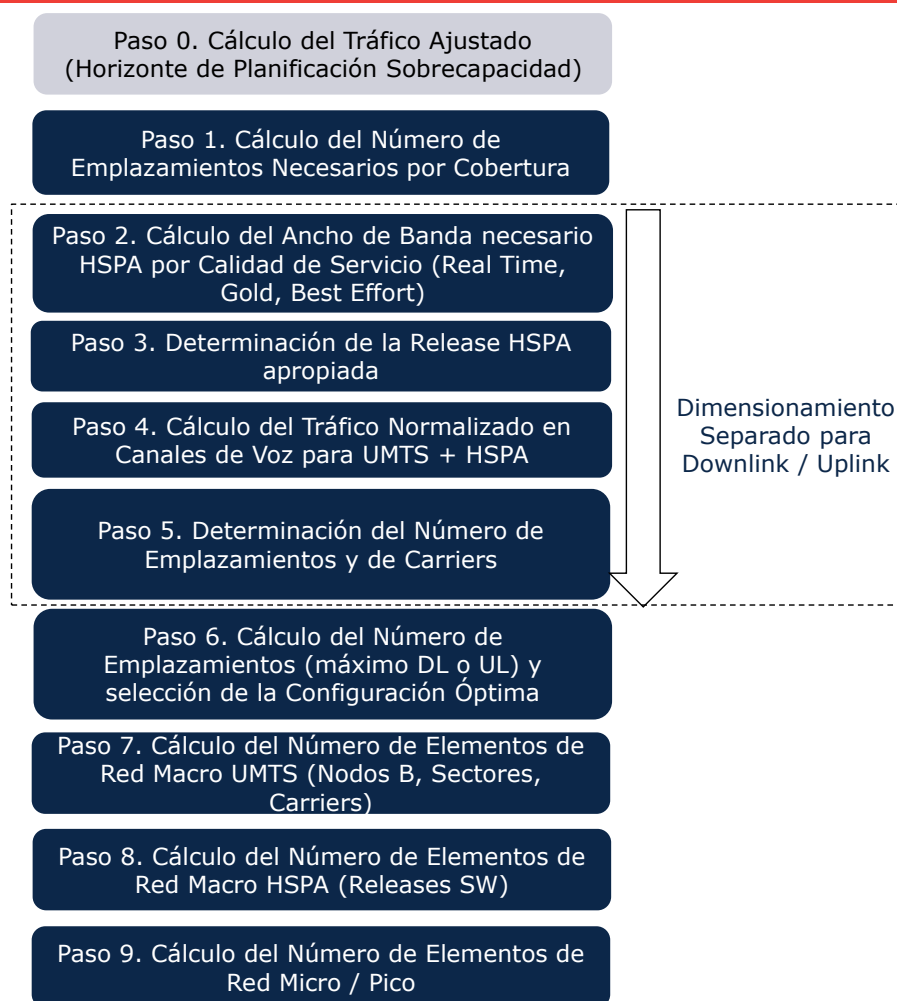 Paso 0. Cálculo del Tráfico Ajustado
(Horizonte de Planificación Sobrecapacidad)
Paso 1. Cálculo del Número de
Emplazamientos Necesarios por Cobertura
Paso 2. Cálculo del Ancho de Banda necesario
HSPA por Calidad de Servicio (Real Time,
Gold, Best Effort)
Paso 3. Determinación de la Release HSPA
apropiada
Paso 4. Cálculo del Tráfico Normalizado en
Canales de Voz para UMTS + HSPA
Paso 5. Determinación del Número de
Emplazamientos y de Carriers
Dimensionamiento
Separado para
Downlink / Uplink
Paso 6. Cálculo del Número de
Emplazamientos (máximo DL o UL) y
selección de la Configuración Óptima
Paso 7. Cálculo del Número de Elementos de
Red Macro UMTS (Nodos B, Sectores,
Carriers)
Paso 8. Cálculo del Número de Elementos de
Red Macro HSPA (Releases SW)
Paso 9. Cálculo del Número de Elementos de
Red Micro / Pico